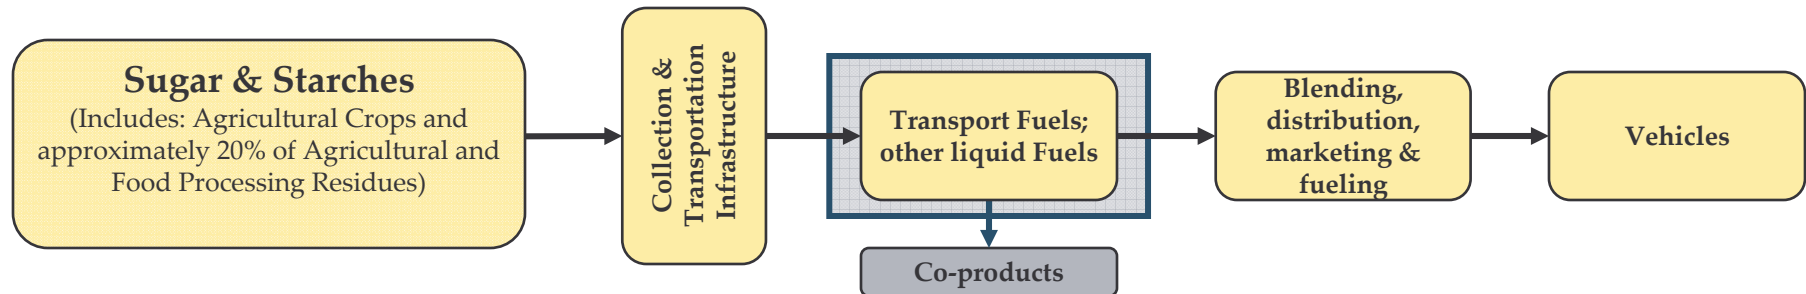 Sugar & Starches
(Includes: Agricultural Crops and
approximately 20% of Agricultural and
Food Processing Residues)
Collection &
Transportation
Infrastructure
Transport Fuels;
other liquid Fuels
Co-products
Blending,
distribution,
marketing &
fueling
Vehicles